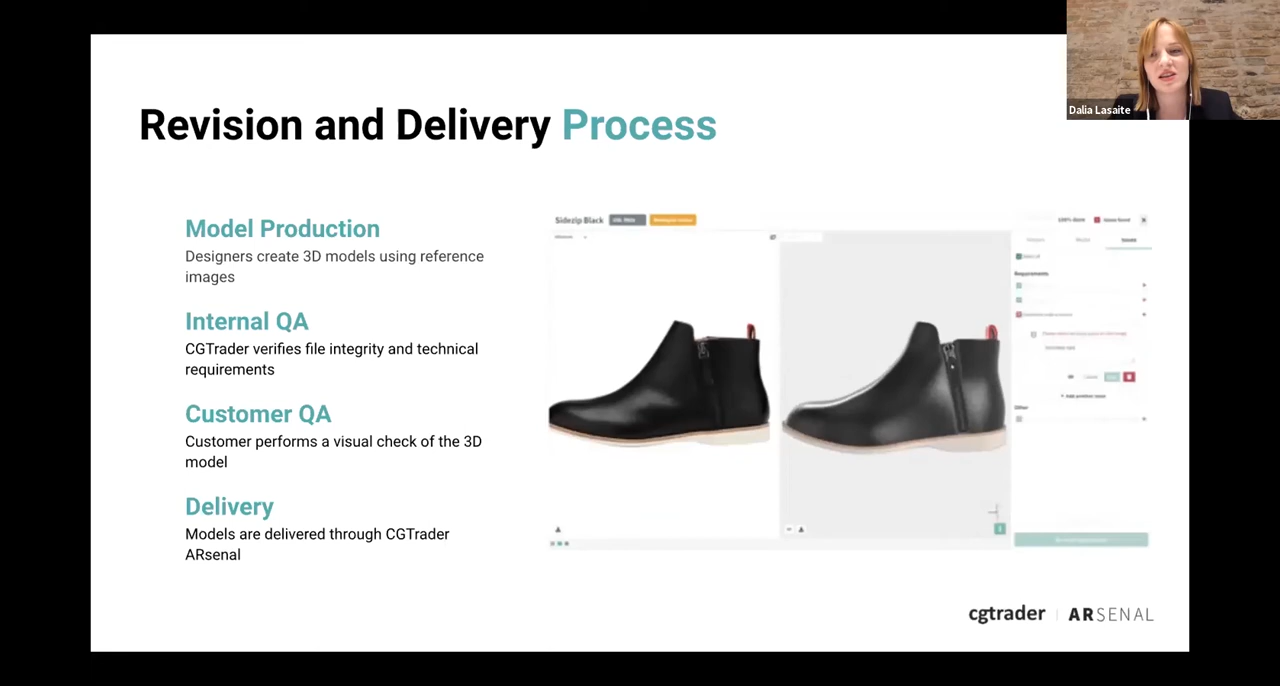 Dalia Lasaite
Revision and Delivery Process
Model Production
Designers create 3D models using reference
images
Internal QA
CGTrader verifies file integrity and technical
requirements
Customer QA
Customer performs a visual check of the 3D
model
Delivery
Models are delivered through CGTrader
ARsenal
Sidezip Black
Requirements
Other
cgtrader | ARSENAL